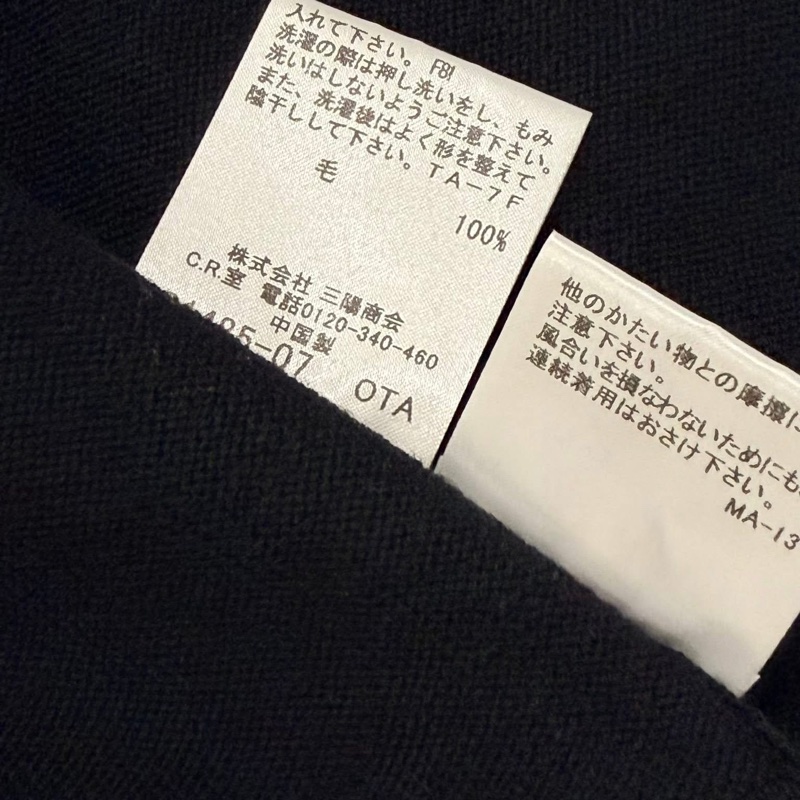 入れて下さい。 F8I
洗濯の際は押し洗いをし、もみ
洗いはしないようご注意下さい。
また、洗濯後はよく形を整えて
陰干しして下さい。TA-7F
毛
100%
株式会社 三陽商会
C.R.室 電話0120-340-460
中国製
485-07 OTA
他のかたい物との摩擦に
注意下さい。
風合いを損なわないためにも
連続着用はおさけ下さい。
MA-13